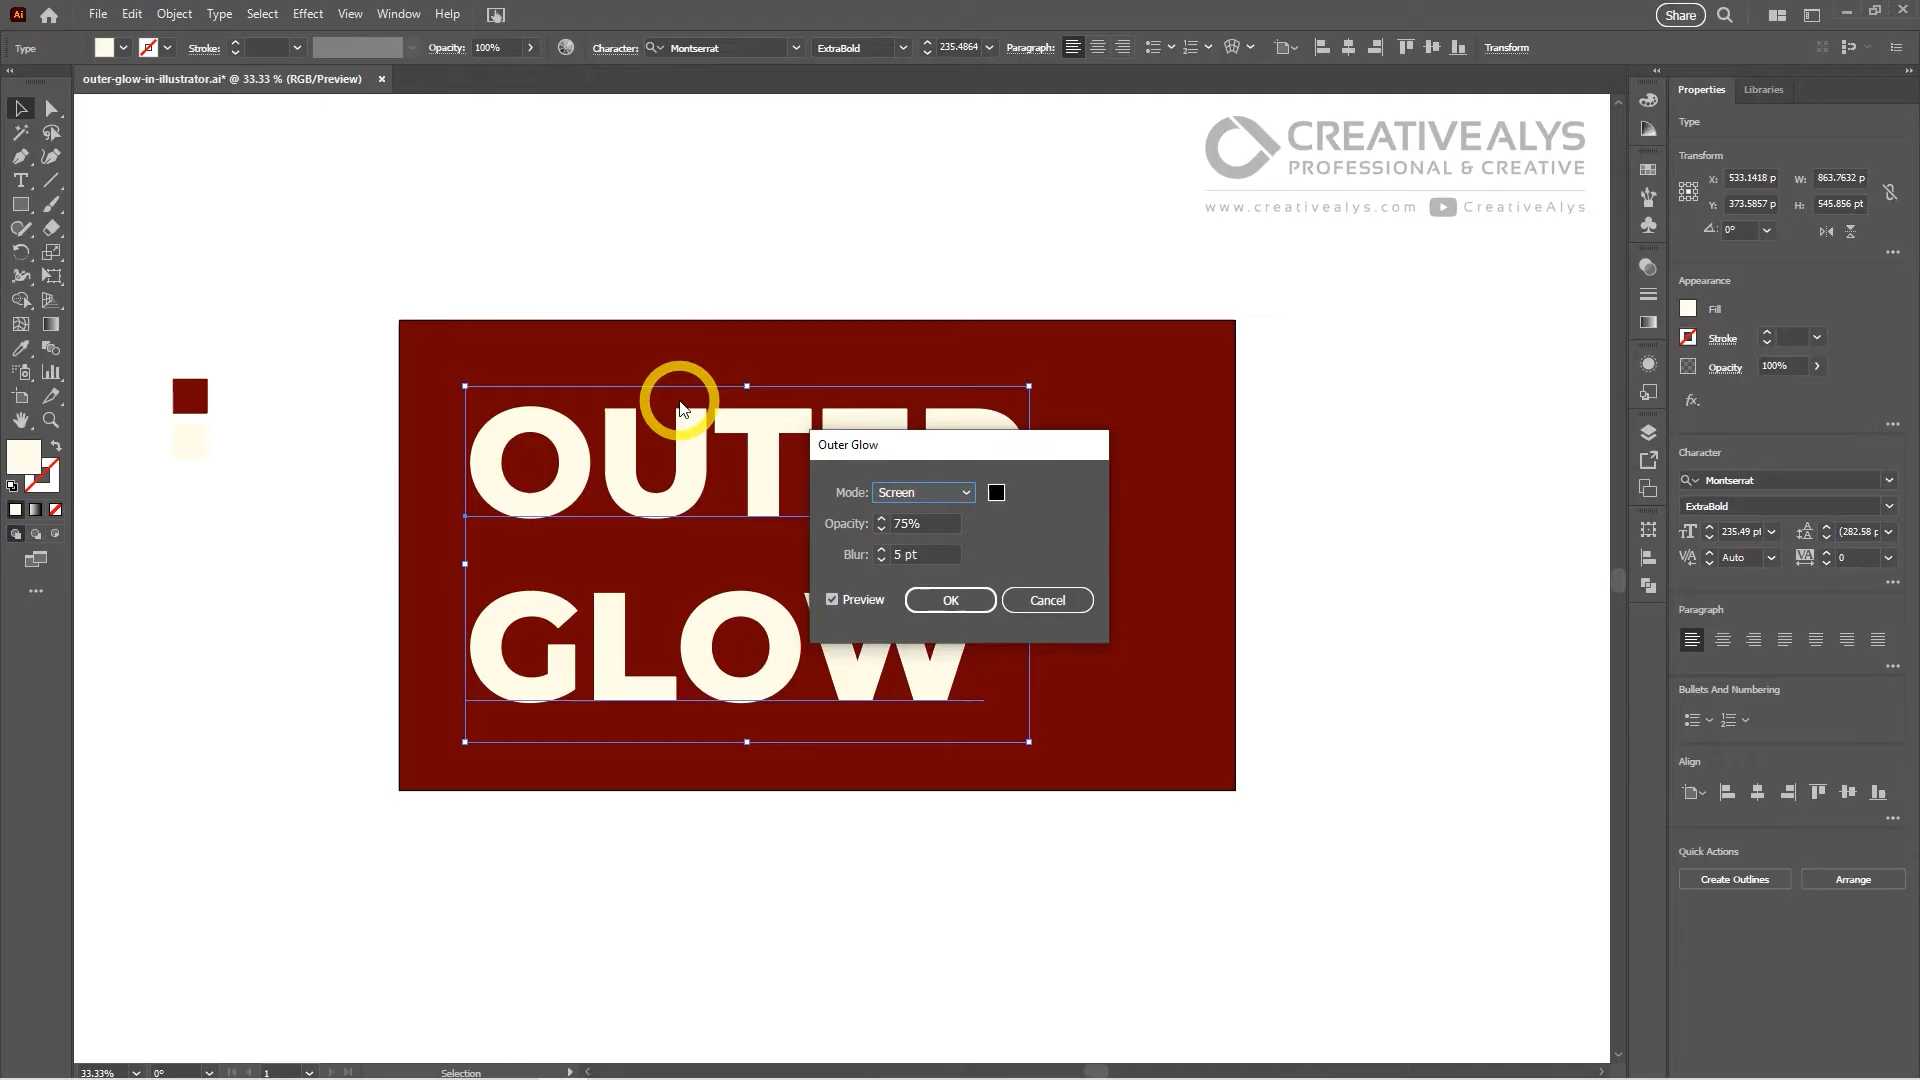 Ai File Edit Object Type Select Effect View Window Help Share
Type Stroke: Opacity: 100% Character: Montserrat ExtraBold 235.4864 Paragraph: Transform
outer-glow-in-illustrator.ai* @ 33.33 % (RGB/Preview) ×
Properties Libraries
Type
Transform
X: 533.1418 p W: 863.7632 p
Y: 373.5857 p H: 545.856 pt
0°
Appearance
Fill
Stroke
Opacity 100%
fx.
Character
Montserrat
ExtraBold
235.49 pt (282.58 p
Auto 0
Paragraph
Bullets And Numbering
Align
Quick Actions
Create Outlines Arrange
CREATIVEALYS
PROFESSIONAL & CREATIVE
www.creativealys.com CreativeAlys
OUTER
GLOW
Outer Glow
Mode: Screen
Opacity: 75%
Blur: 5 pt
Preview OK Cancel
33.33% 0° 1 Selection